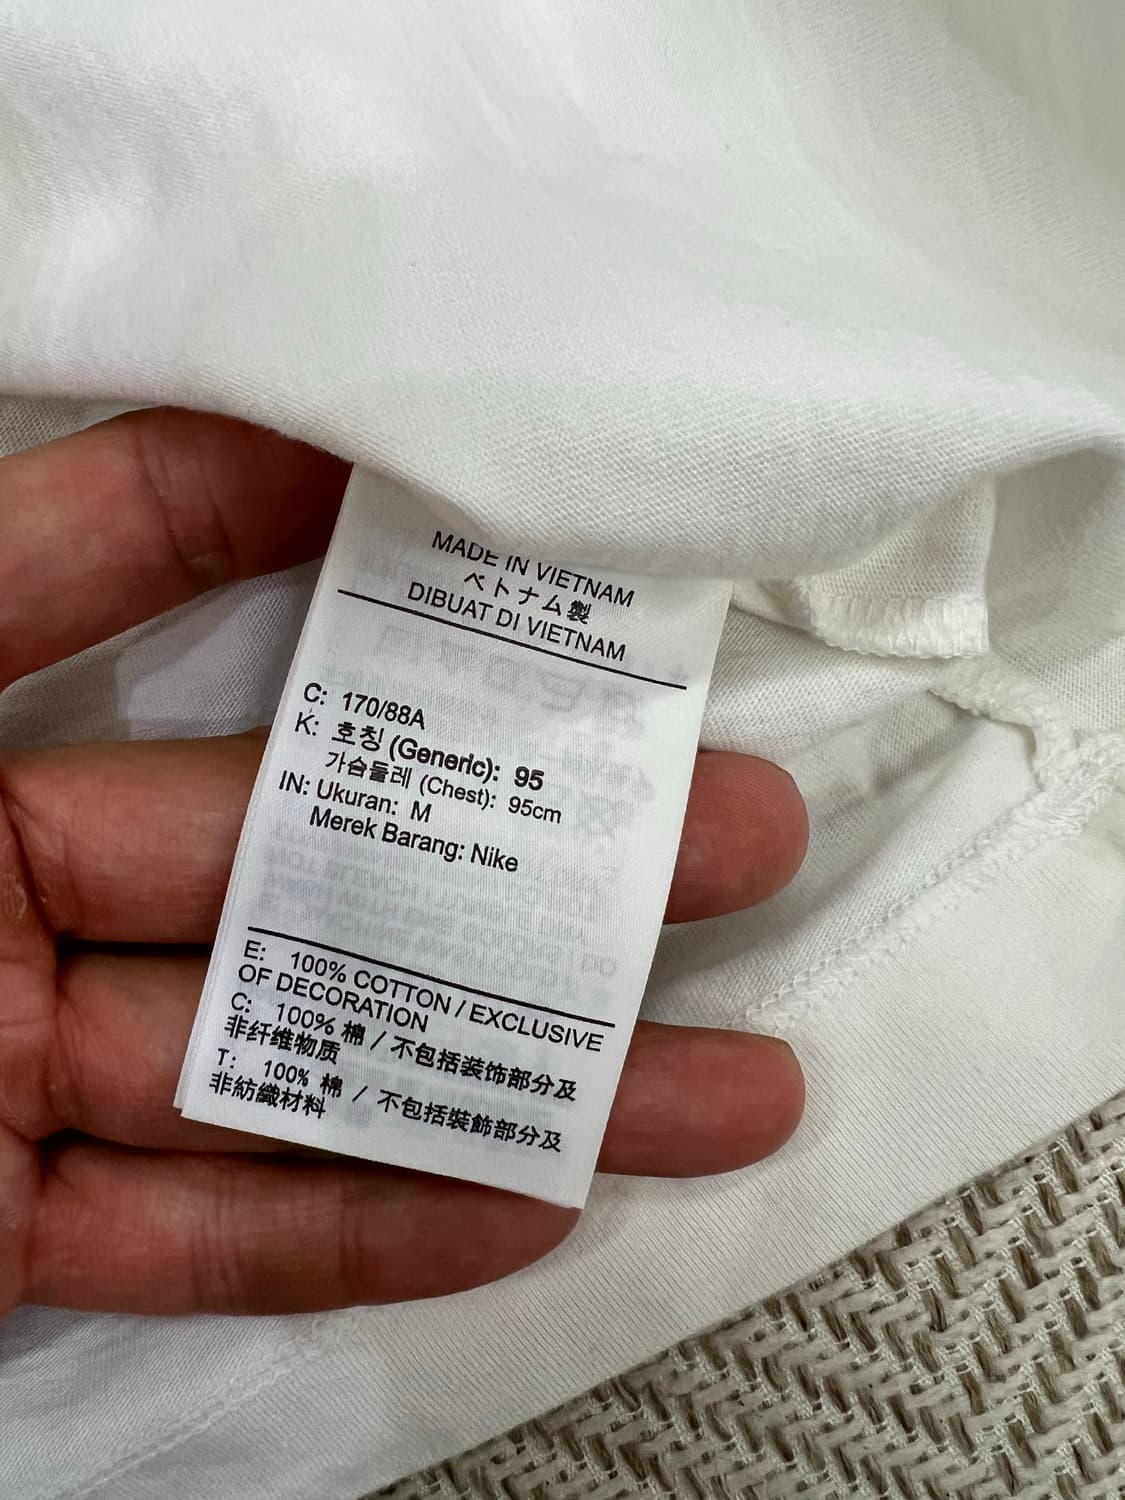 MADE IN VIETNAM
ベトナム製
DIBUAT DI VIETNAM
C: 170/88A
K: 호칭 (Generic): 95
가슴둘레 (Chest): 95cm
IN: Ukuran: M
Merek Barang: Nike
E: 100% COTTON / EXCLUSIVE
OF DECORATION
C: 100% 棉 / 不包括装饰部分及
非纤维物质
T: 100% 棉 / 不包括裝飾部分及
非紡織材料